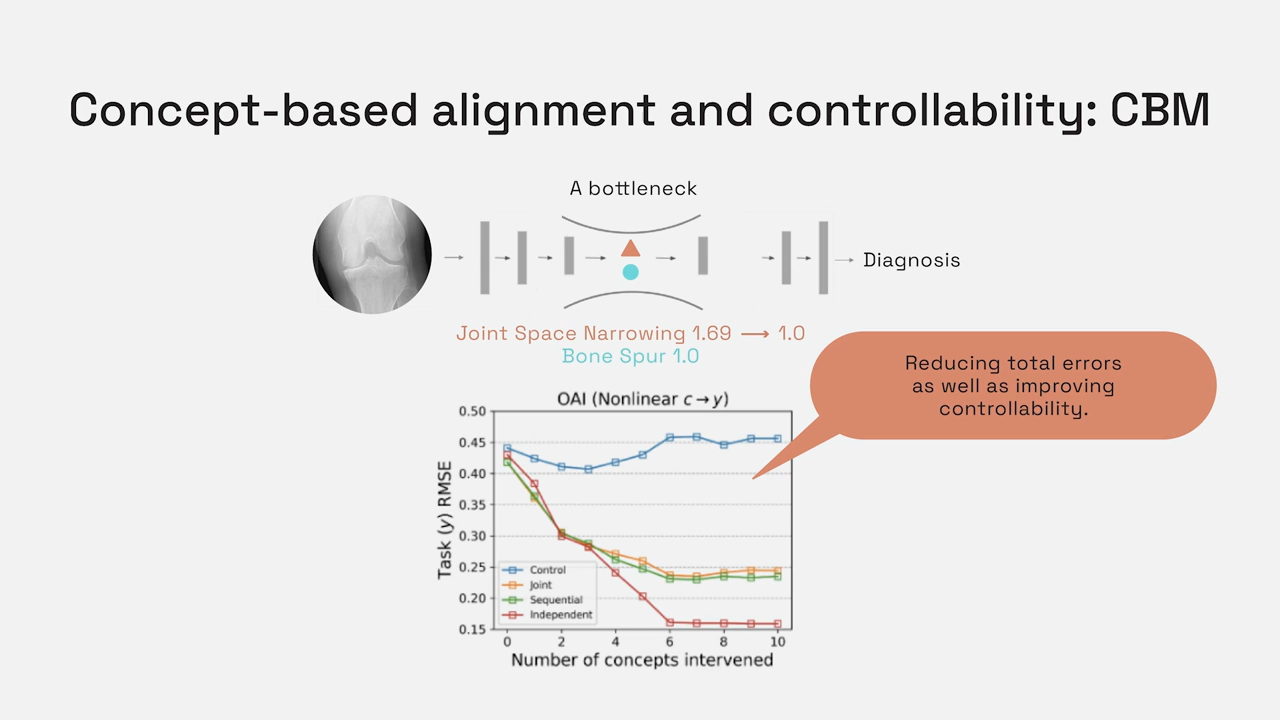 Concept-based alignment and controllability: CBM
A bottleneck
Diagnosis
Joint Space Narrowing 1.69 → 1.0
Bone Spur 1.0
Reducing total errors
as well as improving
controllability.
OAI (Nonlinear c→y)
Task (y) RMSE
0.50
0.45
0.40
0.35
0.30
0.25
0.20
0.15
Control
Joint
Sequential
Independent
0 2 4 6 8 10
Number of concepts intervened